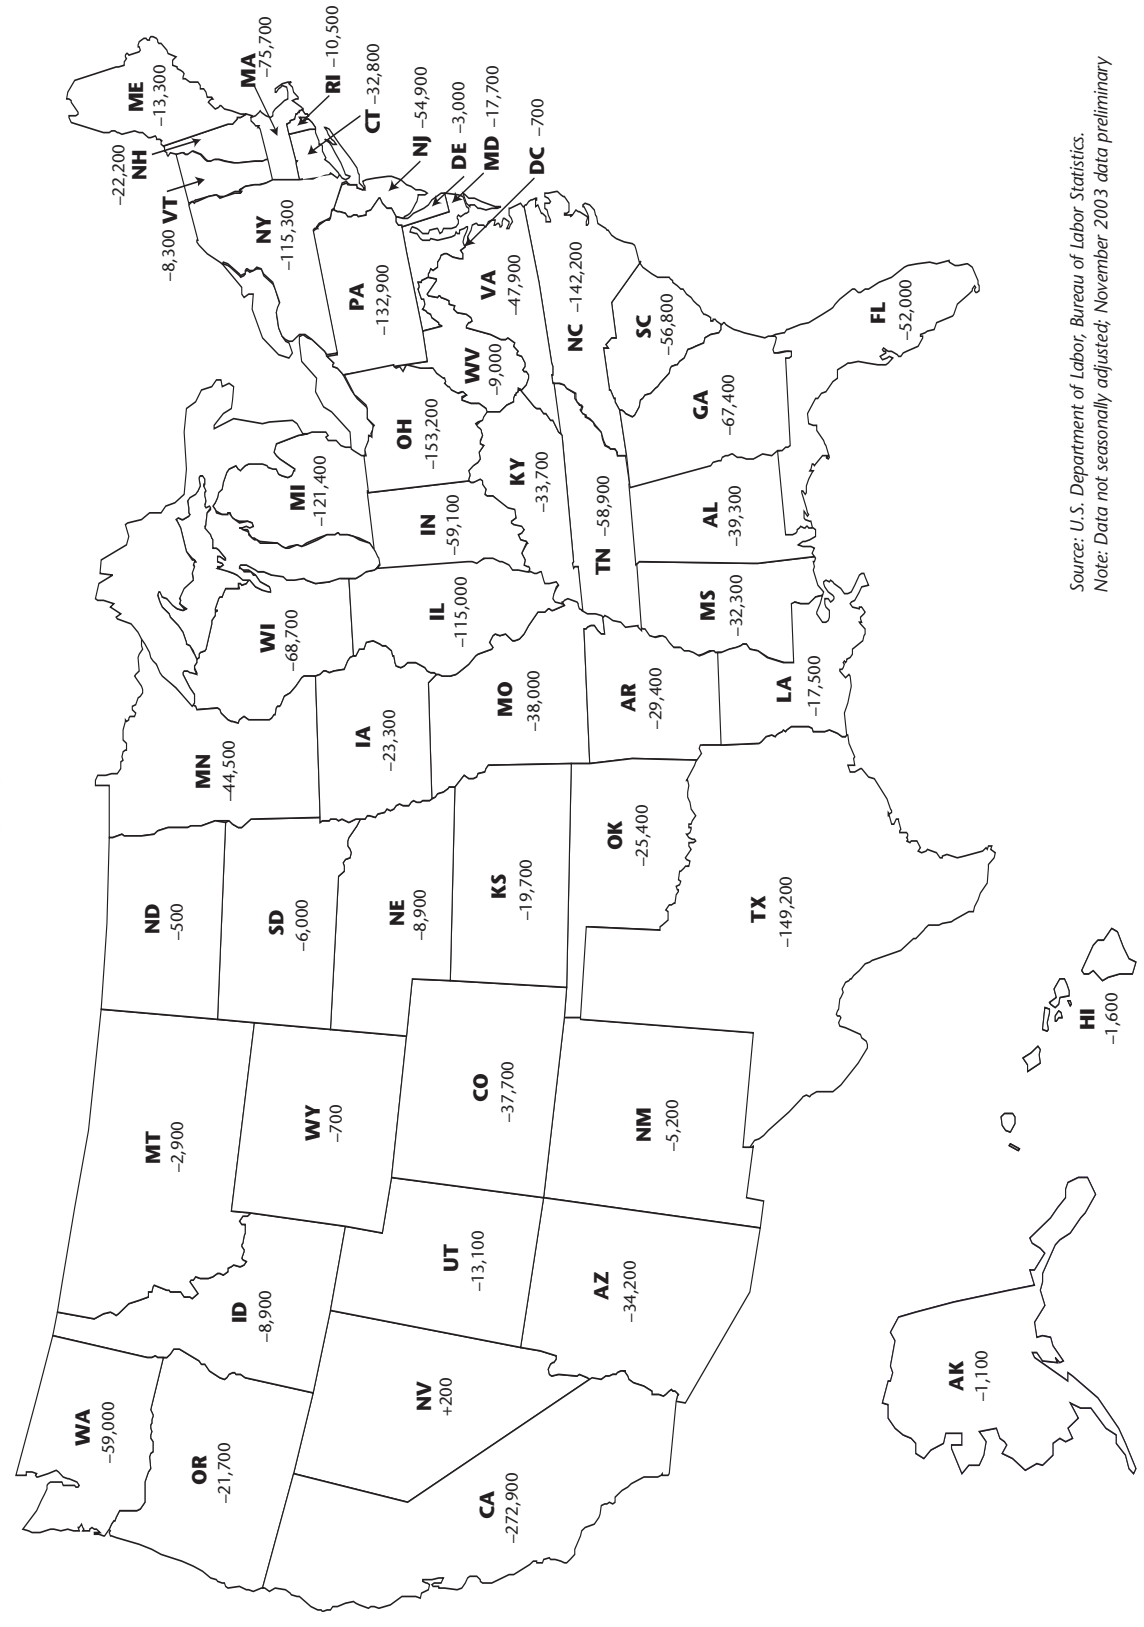 WA
–59,000
OR
–21,700
CA
–272,900
NV
+200
ID
–8,900
MT
–2,900
WY
–700
UT
–13,100
AZ
–34,200
CO
–37,700
NM
–5,200
ND
–500
SD
–6,000
NE
–8,900
KS
–19,700
OK
–25,400
TX
–149,200
MN
–44,500
IA
–23,300
MO
–38,000
AR
–29,400
LA
–17,500
WI
–68,700
IL
–115,000
MI
–121,400
IN
–59,100
OH
–153,200
KY
–33,700
TN –58,900
MS
–32,300
AL
–39,300
GA
–67,400
FL
–52,000
SC
–56,800
NC –142,200
VA
–47,900
WV
–9,000
PA
–132,900
NY
–115,300
–8,300 VT
–22,200
NH
ME
–13,300
MA
–75,700
RI –10,500
CT –32,800
NJ –54,900
DE –3,000
MD –17,700
DC –700
AK
–1,100
HI
–1,600
Source: U.S. Department of Labor, Bureau of Labor Statistics.
Note: Data not seasonally adjusted; November 2003 data preliminary